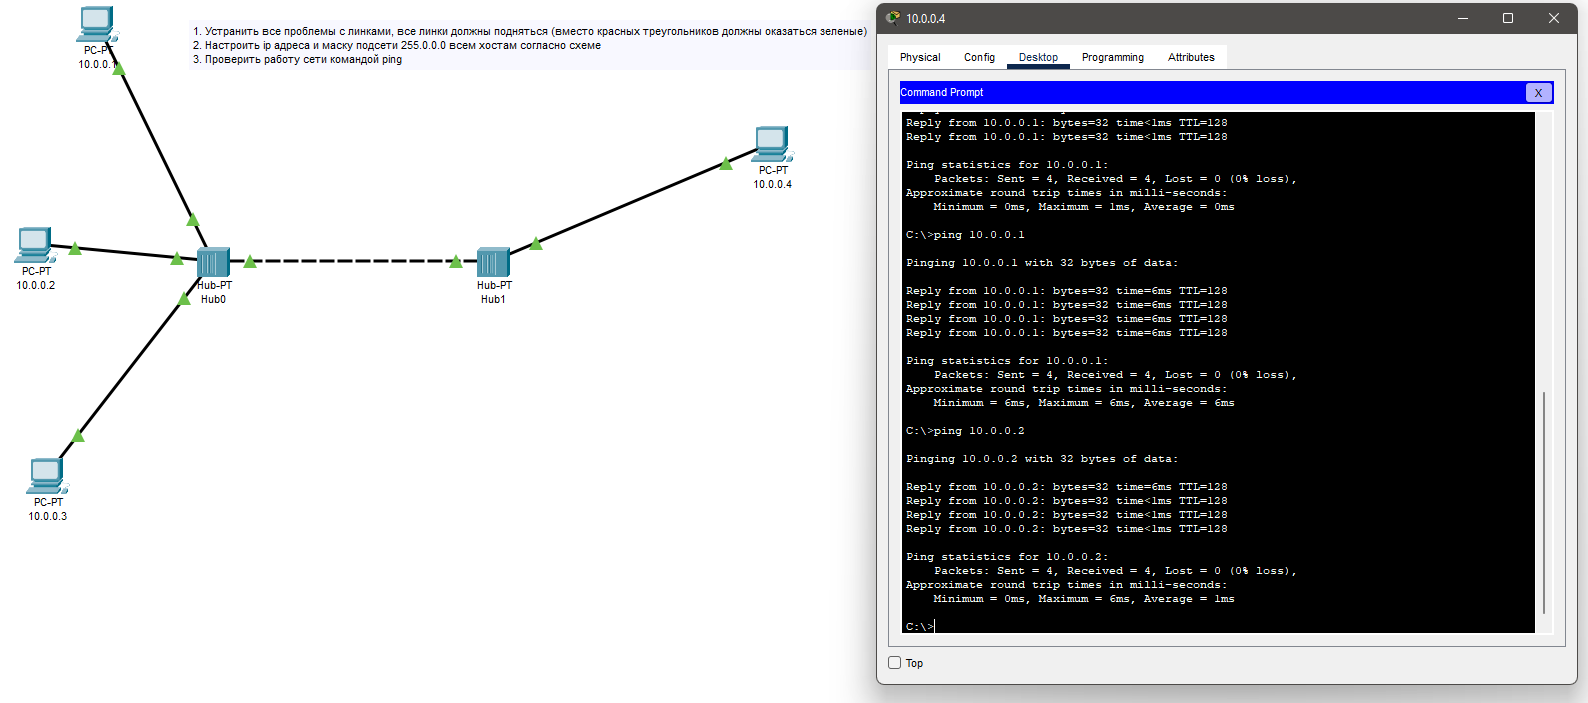 1. Устранить все проблемы с линками, все линки должны подняться (вместо красных треугольников должны оказаться зеленые)
2. Настроить ip адреса и маску подсети 255.0.0.0 всем хостам согласно схеме
3. Проверить работу сети командой ping
PC-PT
10.0.0.1
PC-PT
10.0.0.2
PC-PT
10.0.0.3
Hub-PT
Hub0
Hub-PT
Hub1
PC-PT
10.0.0.4
10.0.0.4
Physical Config Desktop Programming Attributes
Command Prompt X
Reply from 10.0.0.1: bytes=32 time<1ms TTL=128
Reply from 10.0.0.1: bytes=32 time<1ms TTL=128
Ping statistics for 10.0.0.1:
Packets: Sent = 4, Received = 4, Lost = 0 (0% loss),
Approximate round trip times in milli-seconds:
Minimum = 0ms, Maximum = 1ms, Average = 0ms
C:\>ping 10.0.0.1
Pinging 10.0.0.1 with 32 bytes of data:
Reply from 10.0.0.1: bytes=32 time=6ms TTL=128
Reply from 10.0.0.1: bytes=32 time=6ms TTL=128
Reply from 10.0.0.1: bytes=32 time=6ms TTL=128
Reply from 10.0.0.1: bytes=32 time=6ms TTL=128
Ping statistics for 10.0.0.1:
Packets: Sent = 4, Received = 4, Lost = 0 (0% loss),
Approximate round trip times in milli-seconds:
Minimum = 6ms, Maximum = 6ms, Average = 6ms
C:\>ping 10.0.0.2
Pinging 10.0.0.2 with 32 bytes of data:
Reply from 10.0.0.2: bytes=32 time=6ms TTL=128
Reply from 10.0.0.2: bytes=32 time<1ms TTL=128
Reply from 10.0.0.2: bytes=32 time<1ms TTL=128
Reply from 10.0.0.2: bytes=32 time<1ms TTL=128
Ping statistics for 10.0.0.2:
Packets: Sent = 4, Received = 4, Lost = 0 (0% loss),
Approximate round trip times in milli-seconds:
Minimum = 0ms, Maximum = 6ms, Average = 1ms
C:\>
Top